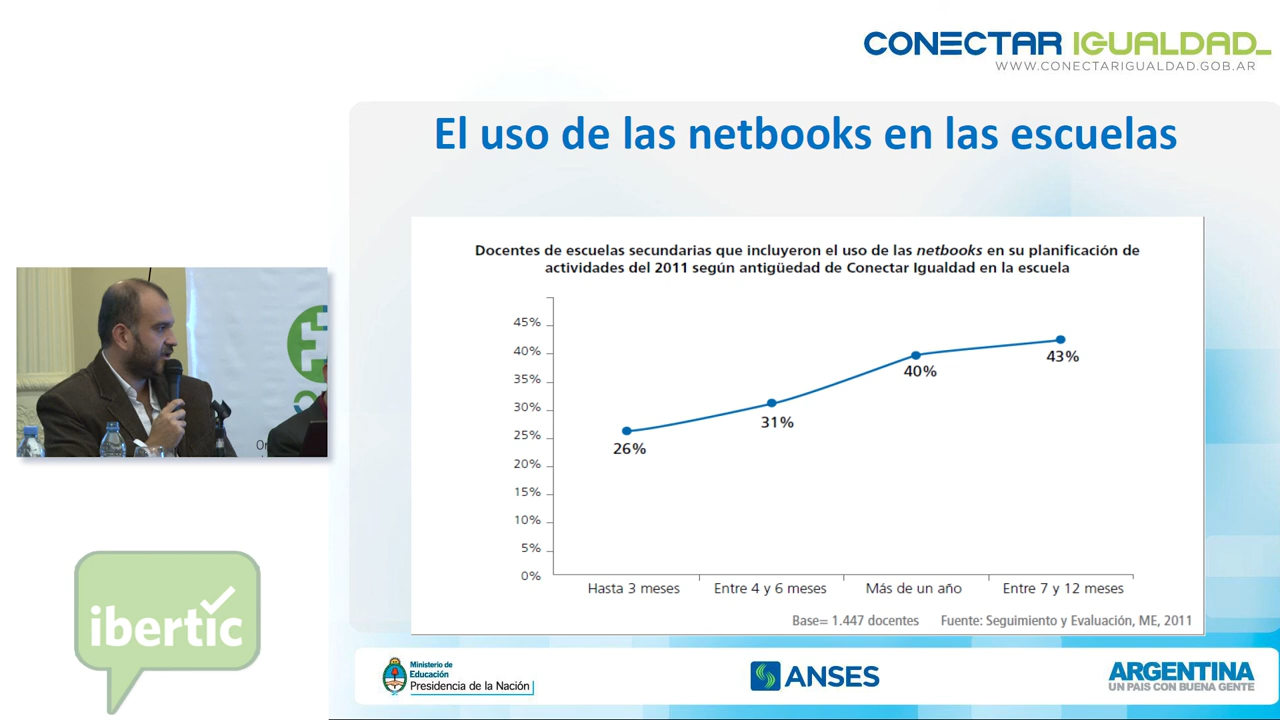 CONECTAR IGUALDAD_
WWW.CONECTARIGUALDAD.GOB.AR
El uso de las netbooks en las escuelas
Docentes de escuelas secundarias que incluyeron el uso de las netbooks en su planificación de
actividades del 2011 según antigüedad de Conectar Igualdad en la escuela
45%
40%
35%
30%
25%
20%
15%
10%
5%
0%
26%
31%
40%
43%
Hasta 3 meses
Entre 4 y 6 meses
Más de un año
Entre 7 y 12 meses
Base= 1.447 docentes
Fuente: Seguimiento y Evaluación, ME, 2011
ibertic
Ministerio de
Educación
Presidencia de la Nación
ANSES
ARGENTINA
UN PAIS CON BUENA GENTE